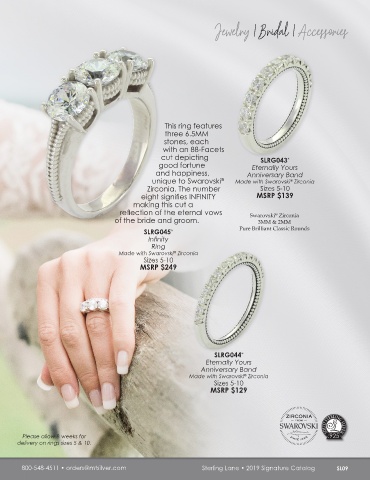 Jewelry | Bridal | Accessories
This ring features
three 6.5MM
stones, each
with an 88-Facets
cut depicting
good fortune
and happiness,
unique to Swarovski®
Zirconia. The number
eight signifies INFINITY
making this cut a
reflection of the eternal vows
of the bride and groom.
SLRG045*
Infinity
Ring
Made with Swarovski® Zirconia
Sizes 5-10
MSRP $249
SLRG043*
Eternally Yours
Anniversary Band
Made with Swarovski® Zirconia
Sizes 5-10
MSRP $139
Swarovski® Zirconia
3MM & 2MM
Pure Brilliant Classic Rounds
SLRG044*
Eternally Yours
Anniversary Band
Made with Swarovski® Zirconia
Sizes 5-10
MSRP $129
Please allow weeks for
delivery on rings sizes 5 & 10.
ZIRCONIA
FROM
SWAROVSKI
925
800-548-4511 • orders@mtsilver.com
Sterling Lane • 2019 Signature Catalog
SL09